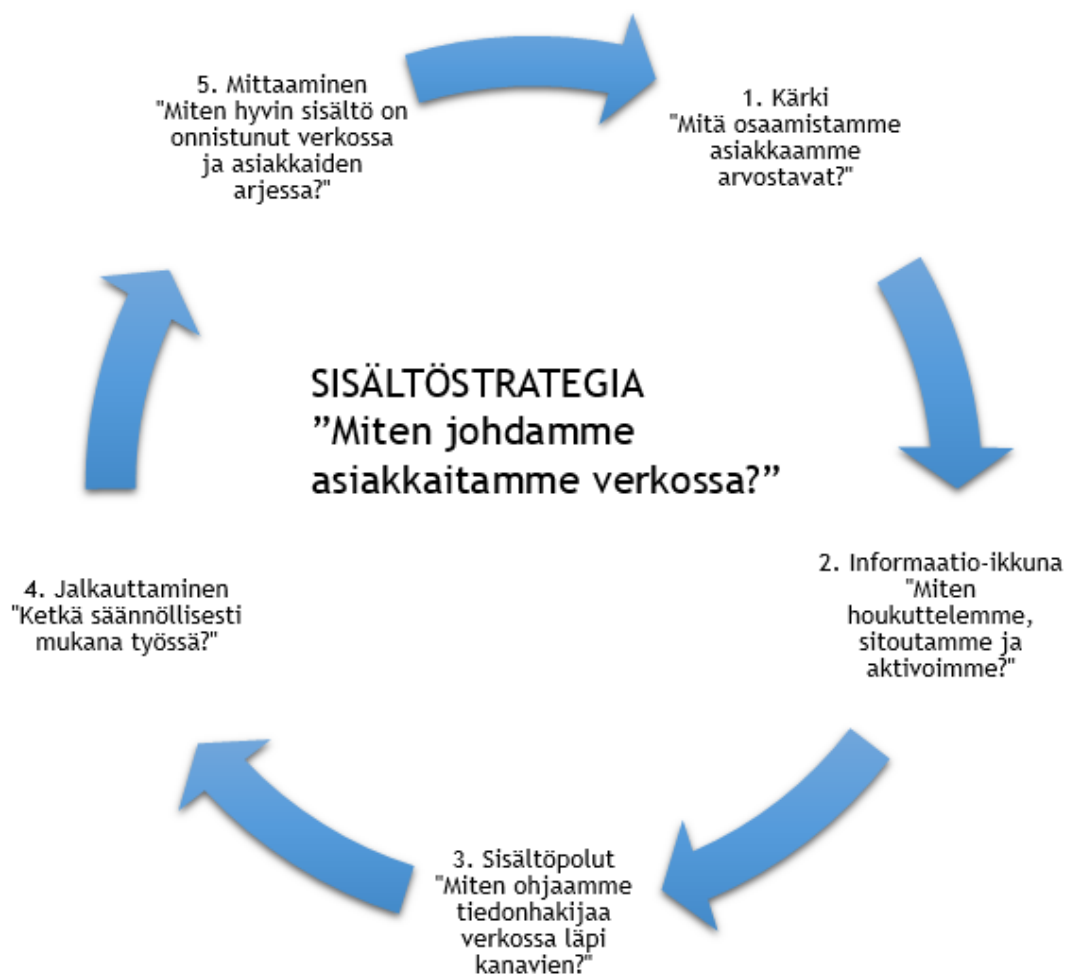 5. Mittaaminen
"Miten hyvin sisältö on
onnistunut verkossa
ja asiakkaiden
arjessa?"
1. Kärki
"Mitä osaamistamme
asiakkaamme
arvostavat?"
SISÄLTÖSTRATEGIA
”Miten johdamme
asiakkaitamme verkossa?”
2. Informaatio-ikkuna
"Miten
houkuttelemme,
sitoutamme ja
aktivoimme?"
4. Jalkauttaminen
"Ketkä säännöllisesti
mukana työssä?"
3. Sisältöpolut
"Miten ohjaamme
tiedonhakijaa
verkossa läpi
kanavien?"